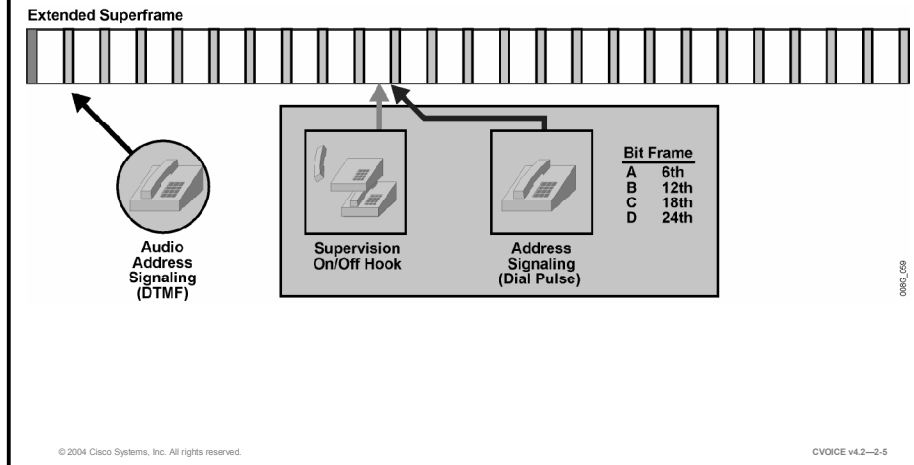 Extended Superframe
Audio
Address
Signaling
(DTMF)
Supervision
On/Off Hook
Address
Signaling
(Dial Pulse)
Bit Frame
A 6th
B 12th
C 18th
D 24th
008G_059
© 2004 Cisco Systems, Inc. All rights reserved.
CVOICE v4.2—2-5